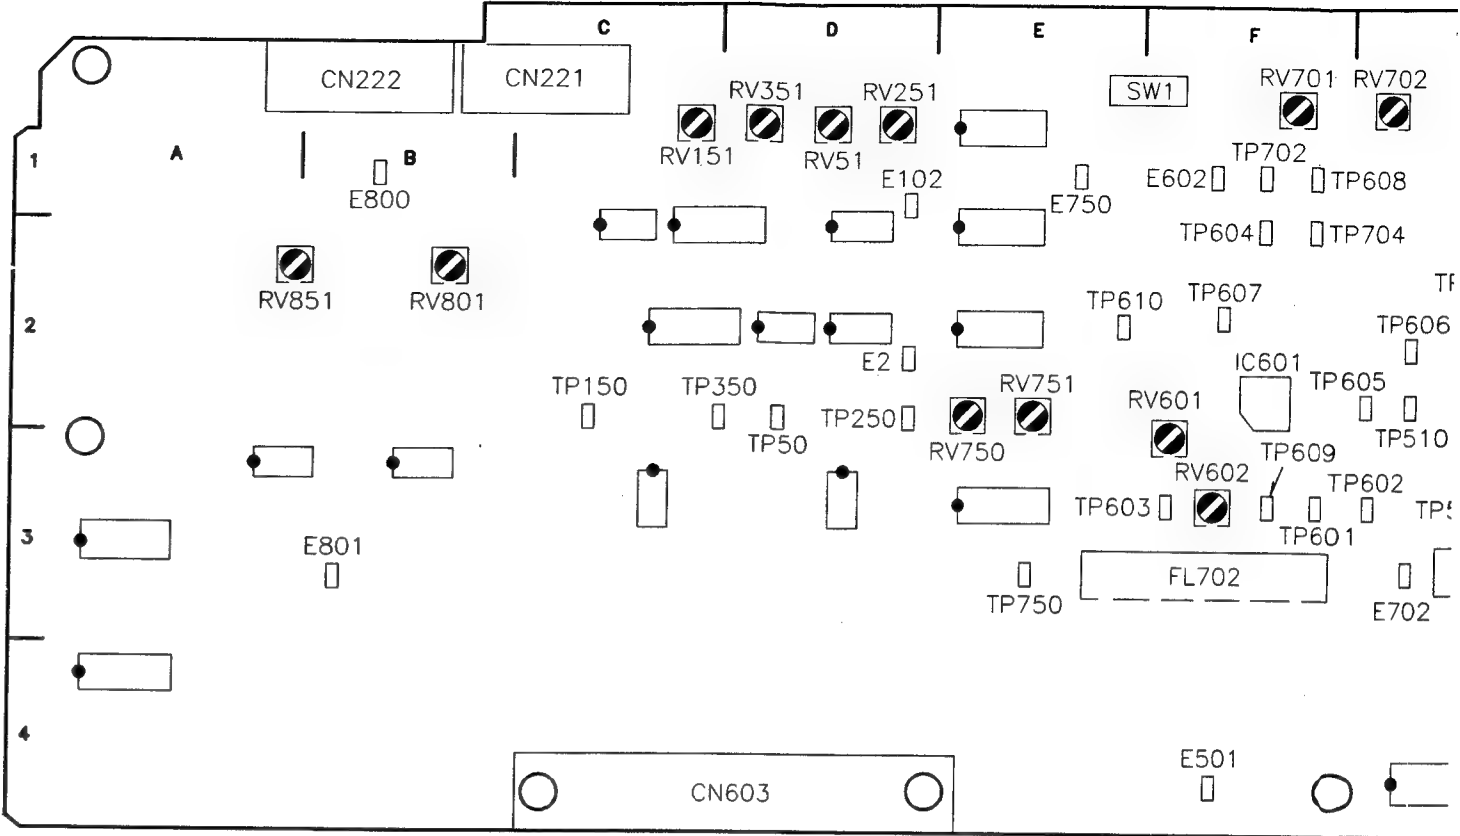 C D E F
CN222 CN221
SW1
RV701 RV702
RV351 RV251
RV151 RV51
1 A B
TP702
E800
E102
E750
E602 TP608
TP604 TP704
RV851 RV801
2
TP610 TP607
TP606
E2
IC601
TP150 TP350
RV751
TP605
RV601
TP50 TP250
RV750
TP510
TP609
RV602
TP602
TP603
TP601
3
E801
FL702
TP750
E702
4
E501
CN603